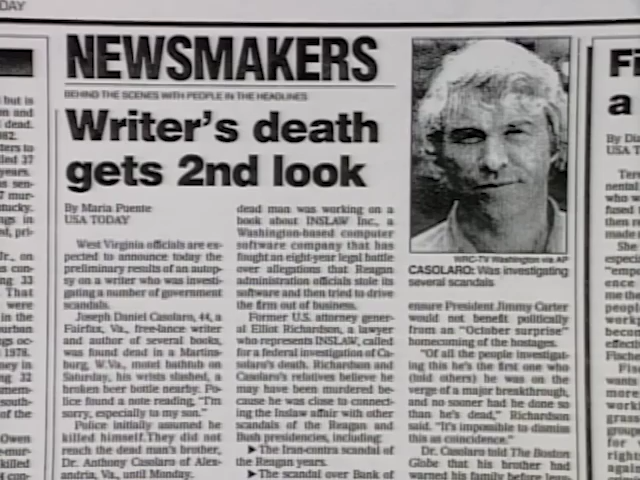 DAY
NEWSMAKERS
BEHIND THE SCENES WITH PEOPLE IN THE HEADLINES
Writer's death
gets 2nd look
By Maria Puente
USA TODAY
West Virginia officials are ex-
pected to announce today the
preliminary results of an autop-
sy on a writer who was investi-
gating a number of government
scandals.
Joseph Daniel Casolaro, 44, a
Fairfax, Va., free-lance writer
and author of several books,
was found dead in a Martins-
burg, W.Va., motel bathtub on
Saturday, his wrists slashed, a
broken beer bottle nearby. Po-
lice found a note reading, "I'm
sorry, especially to my son."
Police initially assumed he
killed himself. They did not
reach the dead man's brother,
Dr. Anthony Casolaro of Alex-
andria, Va., until Monday.
dead man was working on a
book about INSLAW Inc., a
Washington-based computer
software company that has
fought an eight-year legal battle
over allegations that Reagan
administration officials stole its
software and then tried to drive
the firm out of business.
Former U.S. attorney gener-
al Elliot Richardson, a lawyer
who represents INSLAW, called
for a federal investigation of Ca-
solaro's death. Richardson and
Casolaro's relatives believe he
may have been murdered be-
cause he was close to connect-
ing the Inslaw affair with other
scandals of the Reagan and
Bush presidencies, including:
▶The Iran-contra scandal of
the Reagan years.
▶The scandal over Bank of
WRC-TV Washington via AP
CASOLARO: Was investigating
several scandals
ensure President Jimmy Carter
would not benefit politically
from an "October surprise"
homecoming of the hostages.
"Of all the people investigat-
ing this he's the first one who
(told others) he was on the
verge of a major breakthrough,
and no sooner had he done so
than he's dead," Richardson
said. "It's impossible to dismiss
this as coincidence."
Dr. Casolaro told The Boston
Globe that his brother had
warned his family before
Fi
a
USA T